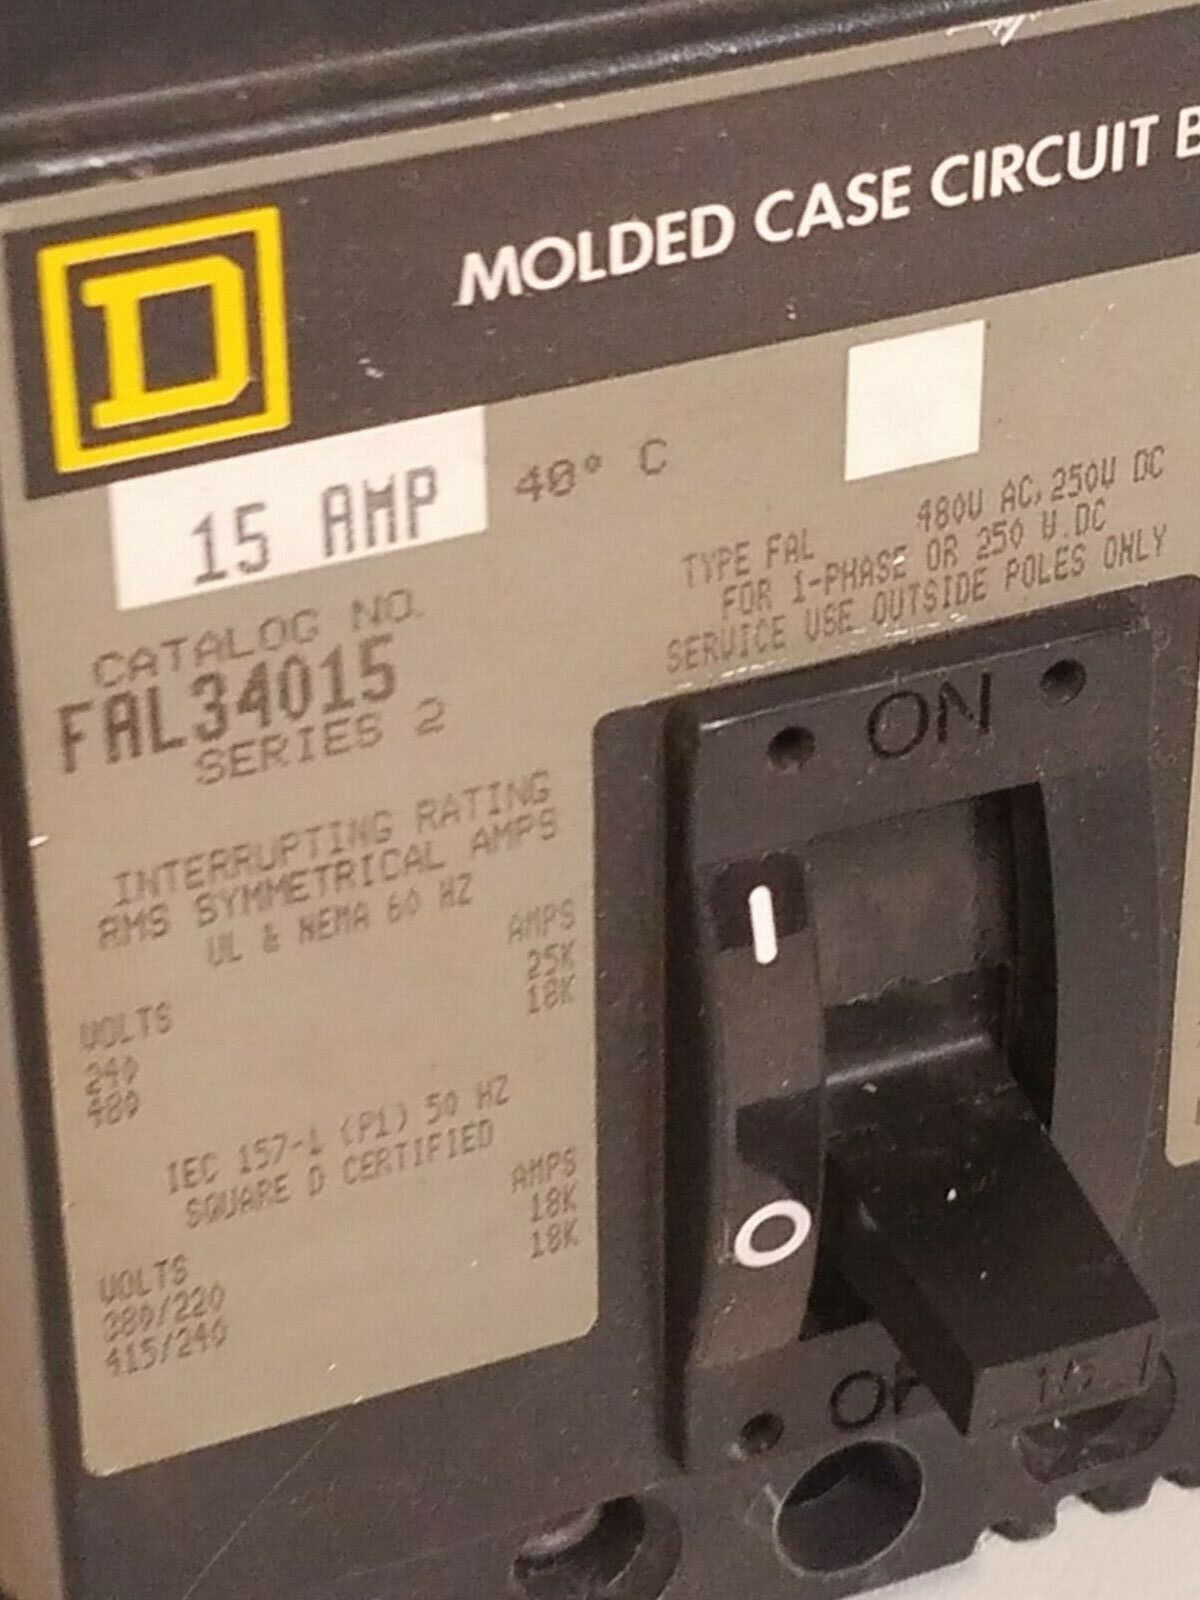 D
MOLDED CASE CIRCUIT B
15 AMP 40° C
CATALOG NO.
FAL34015
SERIES 2
INTERRUPTING RATING
RMS SYMMETRICAL AMPS
UL & NEMA 60 HZ
VOLTS AMPS
240 25K
480 18K
IEC 157-1 (P1) 50 HZ
SQUARE D CERTIFIED
VOLTS AMPS
380/220 18K
415/240 18K
TYPE FAL 480V AC, 250V DC
FOR 1-PHASE OR 250 V.DC
SERVICE USE OUTSIDE POLES ONLY
ON
I
O
OF
15